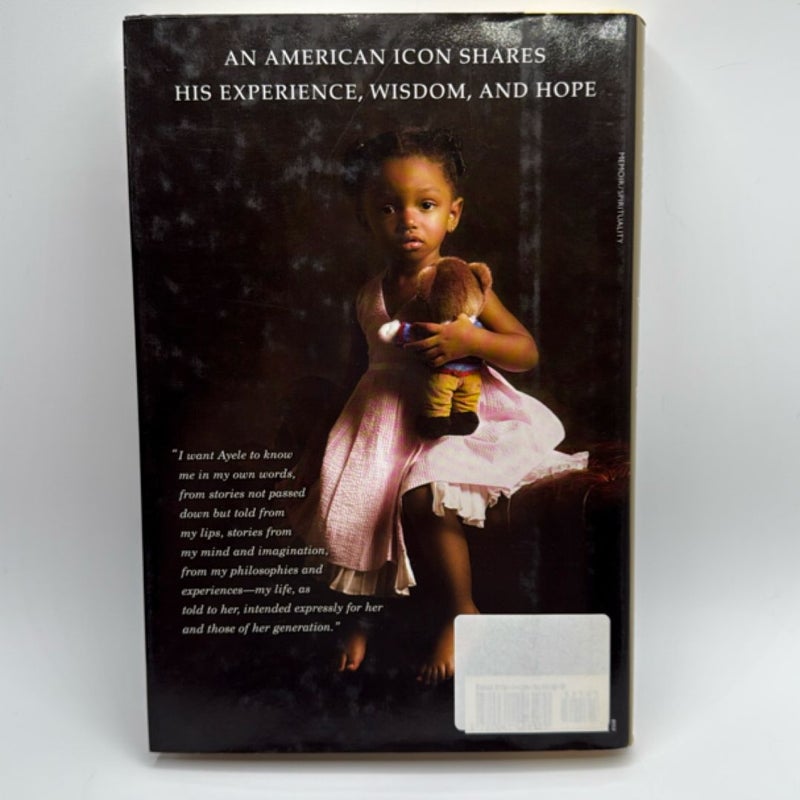 AN AMERICAN ICON SHARES
HIS EXPERIENCE, WISDOM, AND HOPE
MEMOIR/SPIRITUALITY
"I want Ayele to know
me in my own words,
from stories not passed
down but told from
my lips, stories from
my mind and imagination,
from my philosophies and
experiences—my life, as
told to her, intended expressly for her
and those of her generation."